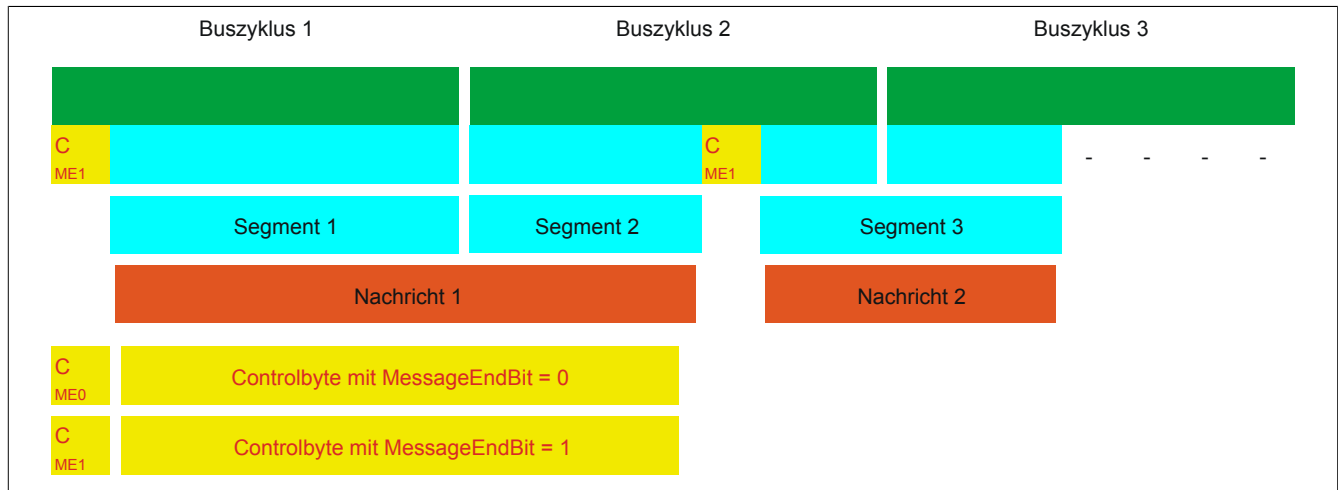 Buszyklus 1 Buszyklus 2 Buszyklus 3
C C
ME1 ME1 - - - -
Segment 1 Segment 2 Segment 3
Nachricht 1 Nachricht 2
C
ME0 Controlbyte mit MessageEndBit = 0
C
ME1 Controlbyte mit MessageEndBit = 1